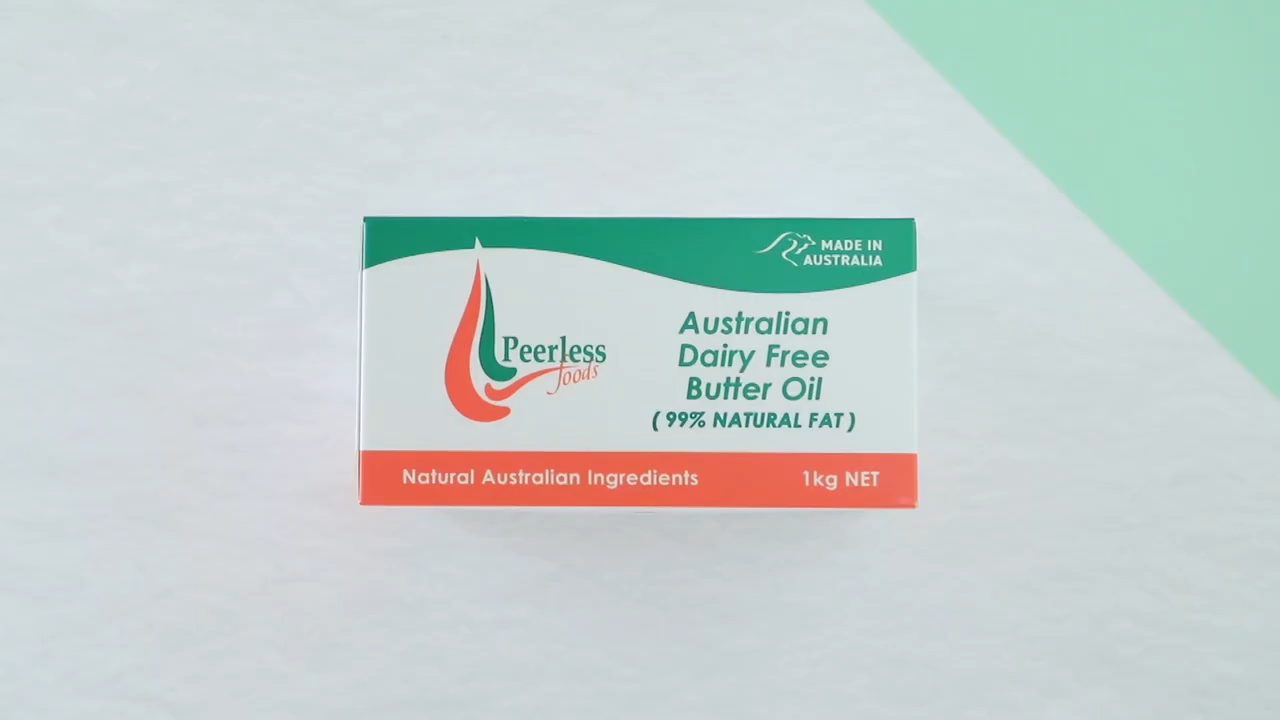 MADE IN
AUSTRALIA
Peerless
foods
Australian
Dairy Free
Butter Oil
( 99% NATURAL FAT )
Natural Australian Ingredients
1kg NET